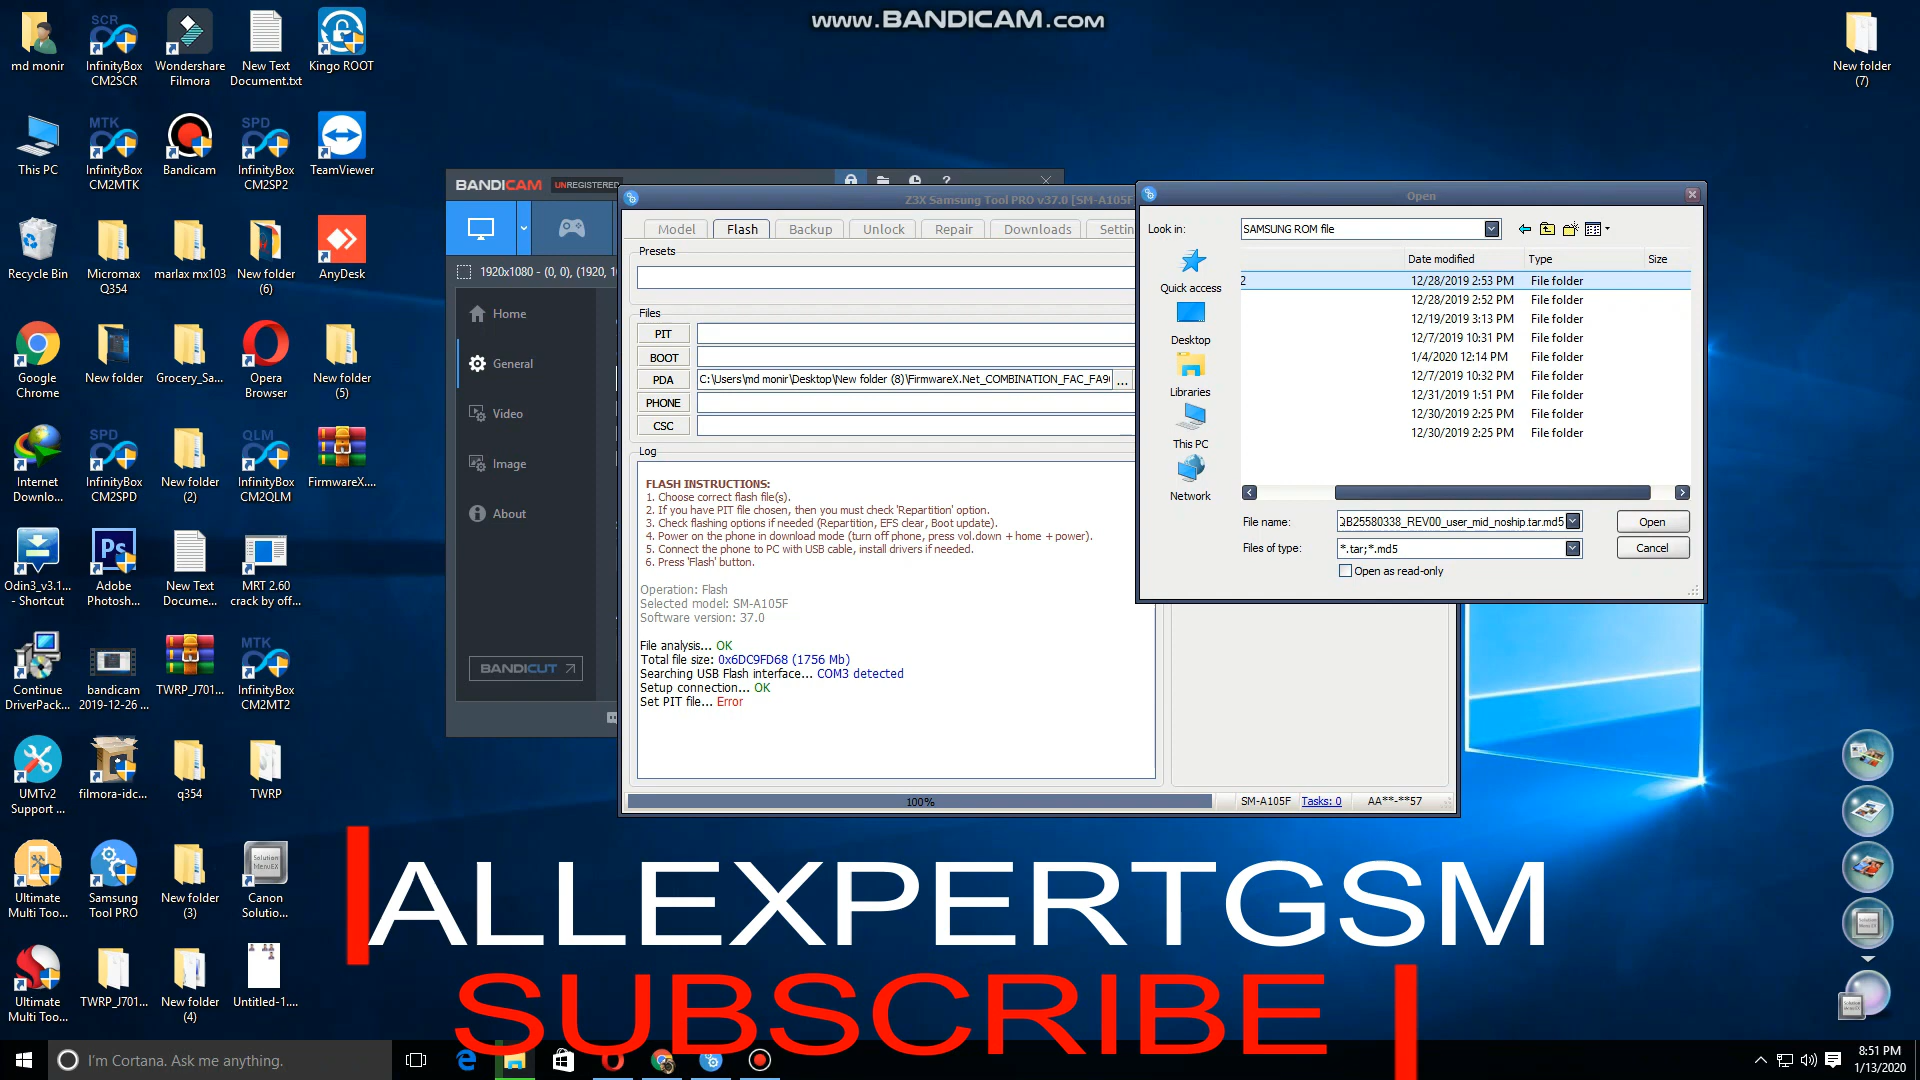 www.BANDICAM.com
md monir
InfinityBox CM2SCR
Wondershare Filmora
New Text Document.txt
Kingo ROOT
New folder (7)
This PC
InfinityBox CM2MTK
Bandicam
InfinityBox CM2SP2
TeamViewer
Recycle Bin
Micromax Q354
marlax mx103
New folder (6)
AnyDesk
Google Chrome
New folder
Grocery_Sa...
Opera Browser
New folder (5)
Internet Downlo...
InfinityBox CM2SPD
New folder (2)
InfinityBox CM2QLM
FirmwareX....
Odin3_v3.1... - Shortcut
Adobe Photosh...
New Text Docume...
MRT 2.60 crack by off...
Continue DriverPack...
bandicam 2019-12-26 ...
TWRP_J701...
InfinityBox CM2MT2
UMTv2 Support ...
filmora-idc...
q354
TWRP
Ultimate Multi Too...
Samsung Tool PRO
New folder (3)
Canon Solutio...
Ultimate Multi Too...
TWRP_J701...
New folder (4)
Untitled-1....
BANDICAM UNREGISTERED
1920x1080 - (0, 0), (1920, 1
Home
General
Video
Image
About
BANDICUT
Z3X Samsung Tool PRO v37.0 [SM-A105F
Model Flash Backup Unlock Repair Downloads Settin
Presets
Files
PIT
BOOT
PDA C:\Users\md monir\Desktop\New folder (8)\FirmwareX.Net_COMBINATION_FAC_FA9 ...
PHONE
CSC
Log
FLASH INSTRUCTIONS:
1. Choose correct flash file(s).
2. If you have PIT file chosen, then you must check 'Repartition' option.
3. Check flashing options if needed (Repartition, EFS clear, Boot update).
4. Power on the phone in download mode (turn off phone, press vol.down + home + power).
5. Connect the phone to PC with USB cable, install drivers if needed.
6. Press 'Flash' button.
Operation: Flash
Selected model: SM-A105F
Software version: 37.0
File analysis... OK
Total file size: 0x6DC9FD68 (1756 Mb)
Searching USB Flash interface... COM3 detected
Setup connection... OK
Set PIT file... Error
100%
SM-A105F Tasks: 0 AA**-**57
Open
Look in: SAMSUNG ROM file
Date modified Type Size
2 12/28/2019 2:53 PM File folder
12/28/2019 2:52 PM File folder
12/19/2019 3:13 PM File folder
12/7/2019 10:31 PM File folder
1/4/2020 12:14 PM File folder
12/7/2019 10:32 PM File folder
12/31/2019 1:51 PM File folder
12/30/2019 2:25 PM File folder
12/30/2019 2:25 PM File folder
Quick access
Desktop
Libraries
This PC
Network
File name: QB25580338_REV00_user_mid_noship.tar.md5 Open
Files of type: *.tar;*.md5 Cancel
Open as read-only
ALLEXPERTGSM
SUBSCRIBE
I'm Cortana. Ask me anything.
8:51 PM
1/13/2020